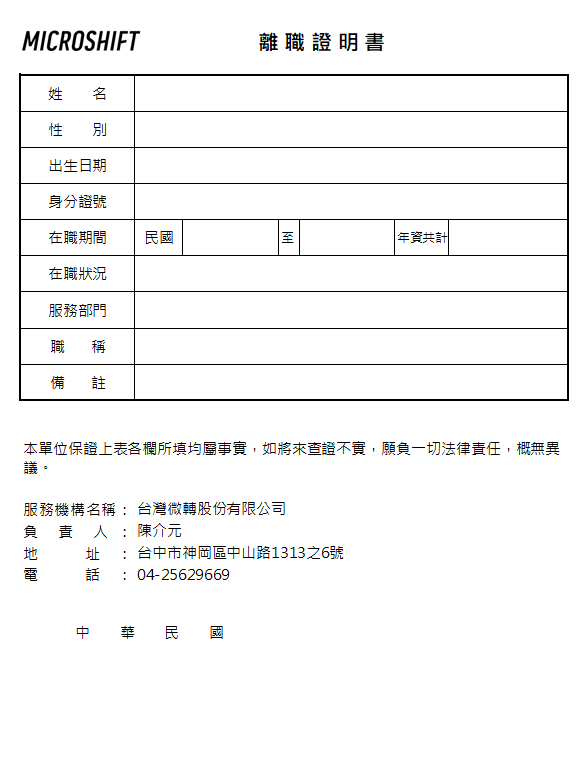 MICROSHIFT 離職證明書
姓 名
性 別
出生日期
身分證號
在職期間 民國 至 年資共計
在職狀況
服務部門
職 稱
備 註
本單位保證上表各欄所填均屬事實，如將來查證不實，願負一切法律責任，概無異
議。
服務機構名稱： 台灣微轉股份有限公司
負 責 人 ： 陳介元
地 址 ： 台中市神岡區中山路1313之6號
電 話 ： 04-25629669
中 華 民 國